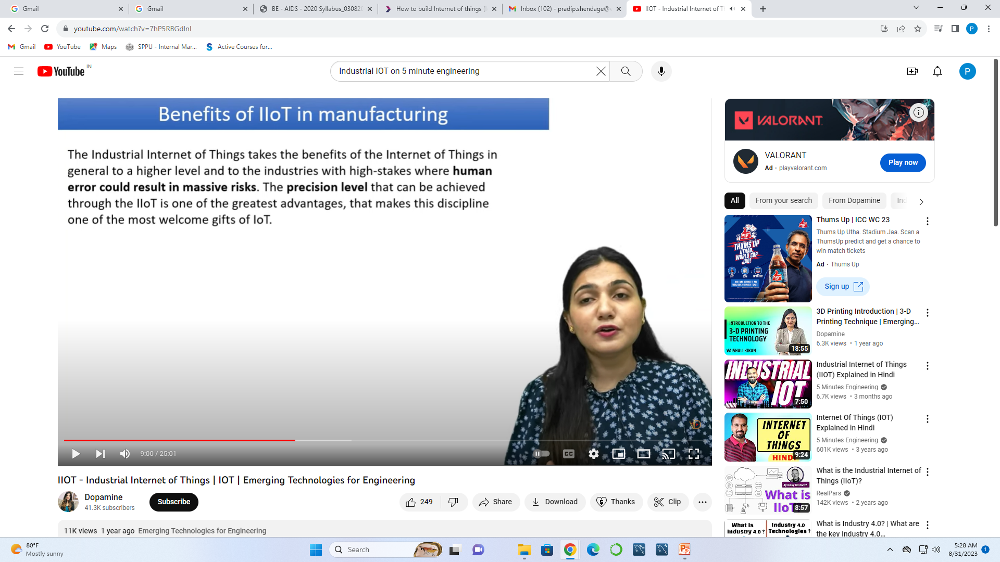 Gmail
Gmail
BE - AIDS - 2020 Syllabus_03082
How to build Internet of things (
Inbox (102) - pradip.shendage@
IIOT - Industrial Internet of T
youtube.com/watch?v=7hP5RBGdlnI
P
Gmail
YouTube
Maps
SPPU - Internal Mar...
Active Courses for...
YouTube IN
Industrial IOT on 5 minute engineering
P
Benefits of IIoT in manufacturing
The Industrial Internet of Things takes the benefits of the Internet of Things in
general to a higher level and to the industries with high-stakes where human
error could result in massive risks. The precision level that can be achieved
through the IIoT is one of the greatest advantages, that makes this discipline
one of the most welcome gifts of IoT.
9:00 / 25:01
CC
IIOT - Industrial Internet of Things | IOT | Emerging Technologies for Engineering
Dopamine
41.3K subscribers
Subscribe
249
Share
Download
Thanks
Clip
11K views 1 year ago Emerging Technologies for Engineering
VALORANT
VALORANT
Ad · playvalorant.com
Play now
All
From your search
From Dopamine
Ind
THUMS UP
UTHAO,
WORLD CUP
JAO!
Thums Up | ICC WC 23
Thums Up Utha. Stadium Jaa. Scan a
ThumsUp predict and get a chance to
win match tickets
Ad · Thums Up
Sign up
INTRODUCTION TO THE
3-D PRINTING
TECHNOLOGY
VAISHALI KIKAN
18:55
3D Printing Introduction | 3-D
Printing Technique | Emerging...
Dopamine
6.3K views • 1 year ago
INDUSTRIAL
IOT
HINDI
7:50
Industrial Internet of Things
(IIOT) Explained in Hindi
5 Minutes Engineering
6.7K views • 3 months ago
INTERNET
OF
THINGS
HINDI
9:24
Internet Of Things (IOT)
Explained in Hindi
5 Minutes Engineering
601K views • 3 years ago
By Wally Gastreich
What is
IIoT
8:57
What is the Industrial Internet of
Things (IIoT)?
RealPars
142K views • 2 years ago
What Is
Industry 4.0 ?
Industry 4.0
Technologies ?
What is Industry 4.0? | What are
the key Industry 4.0...
80°F
Mostly sunny
Search
5:28 AM
8/31/2023
1